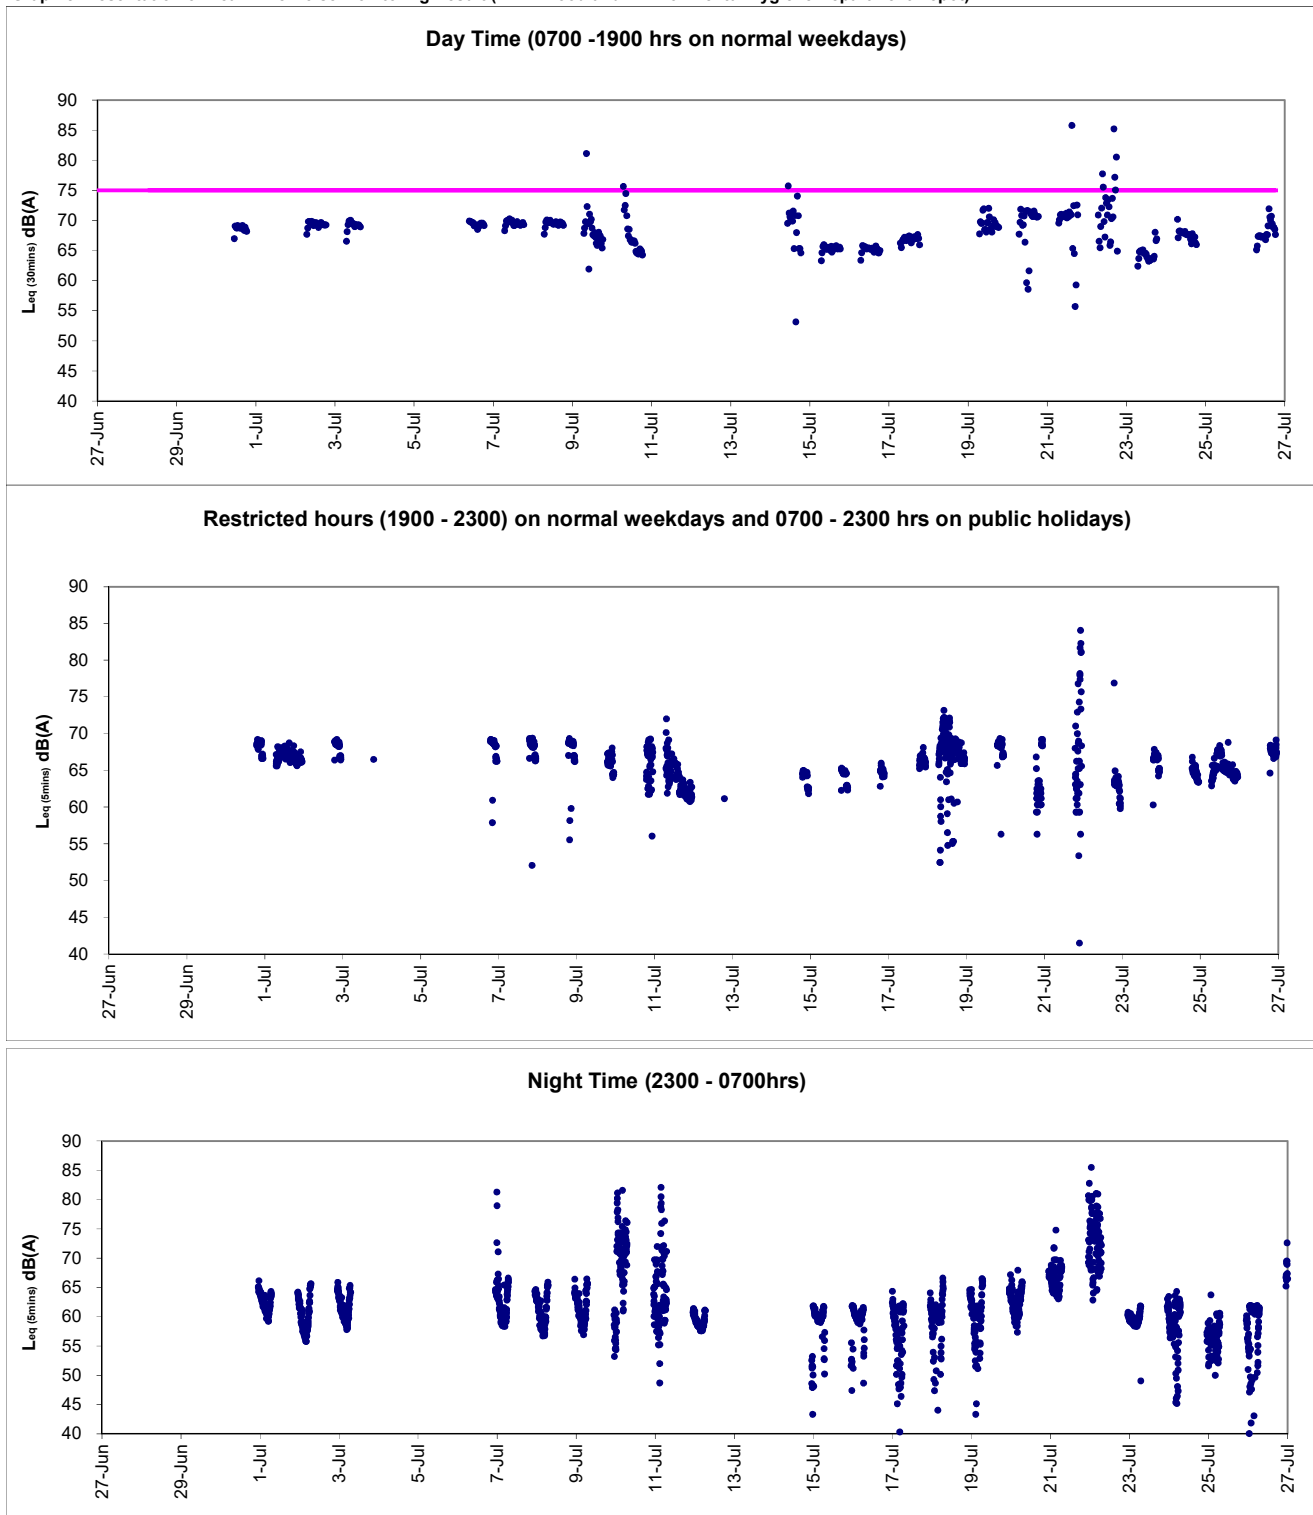 Day Time (0700 -1900 hrs on normal weekdays)
90
85
80
75
70
65
60
55
50
45
40
Leq (30mins) dB(A)
27-Jun
29-Jun
1-Jul
3-Jul
5-Jul
7-Jul
9-Jul
11-Jul
13-Jul
15-Jul
17-Jul
19-Jul
21-Jul
23-Jul
25-Jul
27-Jul
Restricted hours (1900 - 2300) on normal weekdays and 0700 - 2300 hrs on public holidays)
90
85
80
75
70
65
60
55
50
45
40
Leq (5mins) dB(A)
27-Jun
29-Jun
1-Jul
3-Jul
5-Jul
7-Jul
9-Jul
11-Jul
13-Jul
15-Jul
17-Jul
19-Jul
21-Jul
23-Jul
25-Jul
27-Jul
Night Time (2300 - 0700hrs)
90
85
80
75
70
65
60
55
50
45
40
Leq (5mins) dB(A)
27-Jun
29-Jun
1-Jul
3-Jul
5-Jul
7-Jul
9-Jul
11-Jul
13-Jul
15-Jul
17-Jul
19-Jul
21-Jul
23-Jul
25-Jul
27-Jul